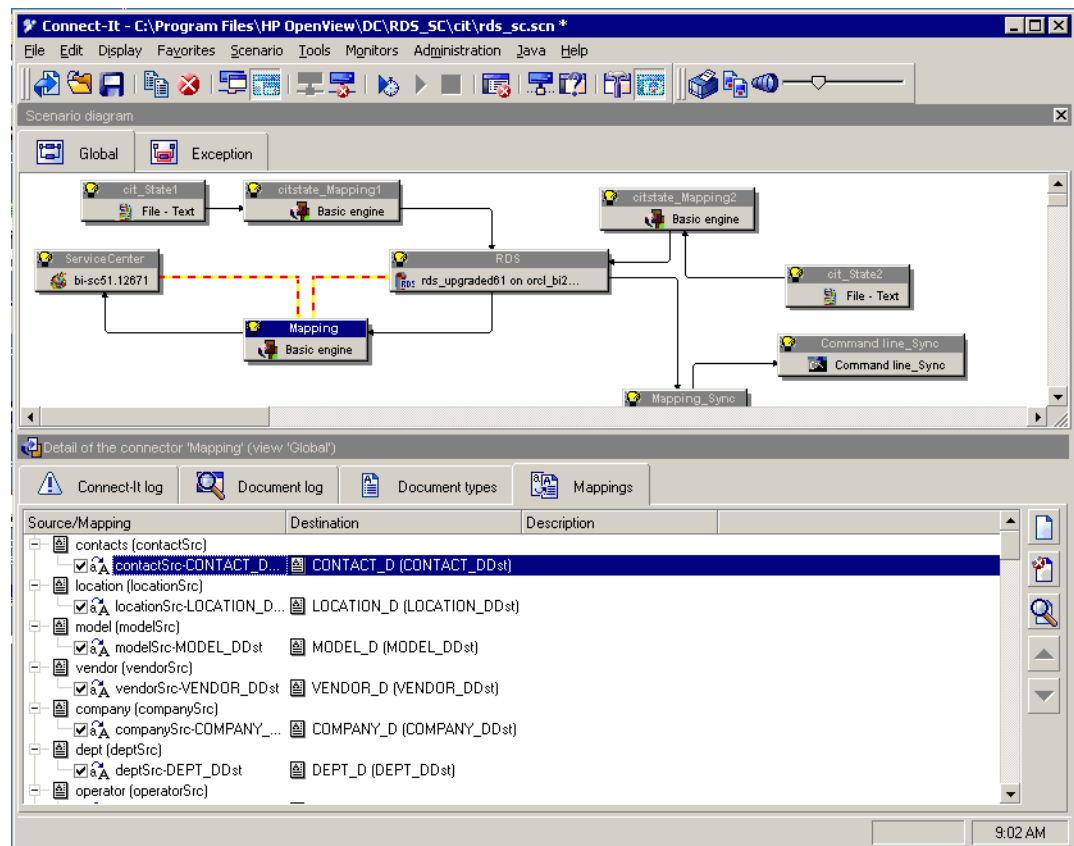 Connect-It - C:\Program Files\HP OpenView\DC\RDS_SC\cit\rds_sc.scn *
File Edit Display Favorites Scenario Tools Monitors Administration Java Help
Scenario diagram
Global Exception
cit_State1
File - Text
citstate_Mapping1
Basic engine
citstate_Mapping2
Basic engine
ServiceCenter
bi-sc51.12671
RDS
RDS rds_upgraded61 on orcl_bi2...
cit_State2
File - Text
Mapping
Basic engine
Command line_Sync
Command line_Sync
Mapping_Sync
Detail of the connector 'Mapping' (view 'Global')
Connect-It log Document log Document types Mappings
Source/Mapping Destination Description
contacts (contactSrc)
contactSrc-CONTACT_D... CONTACT_D (CONTACT_DDst)
location (locationSrc)
locationSrc-LOCATION_D... LOCATION_D (LOCATION_DDst)
model (modelSrc)
modelSrc-MODEL_DDst MODEL_D (MODEL_DDst)
vendor (vendorSrc)
vendorSrc-VENDOR_DDst VENDOR_D (VENDOR_DDst)
company (companySrc)
companySrc-COMPANY_... COMPANY_D (COMPANY_DDst)
dept (deptSrc)
deptSrc-DEPT_DDst DEPT_D (DEPT_DDst)
operator (operatorSrc)
9:02 AM